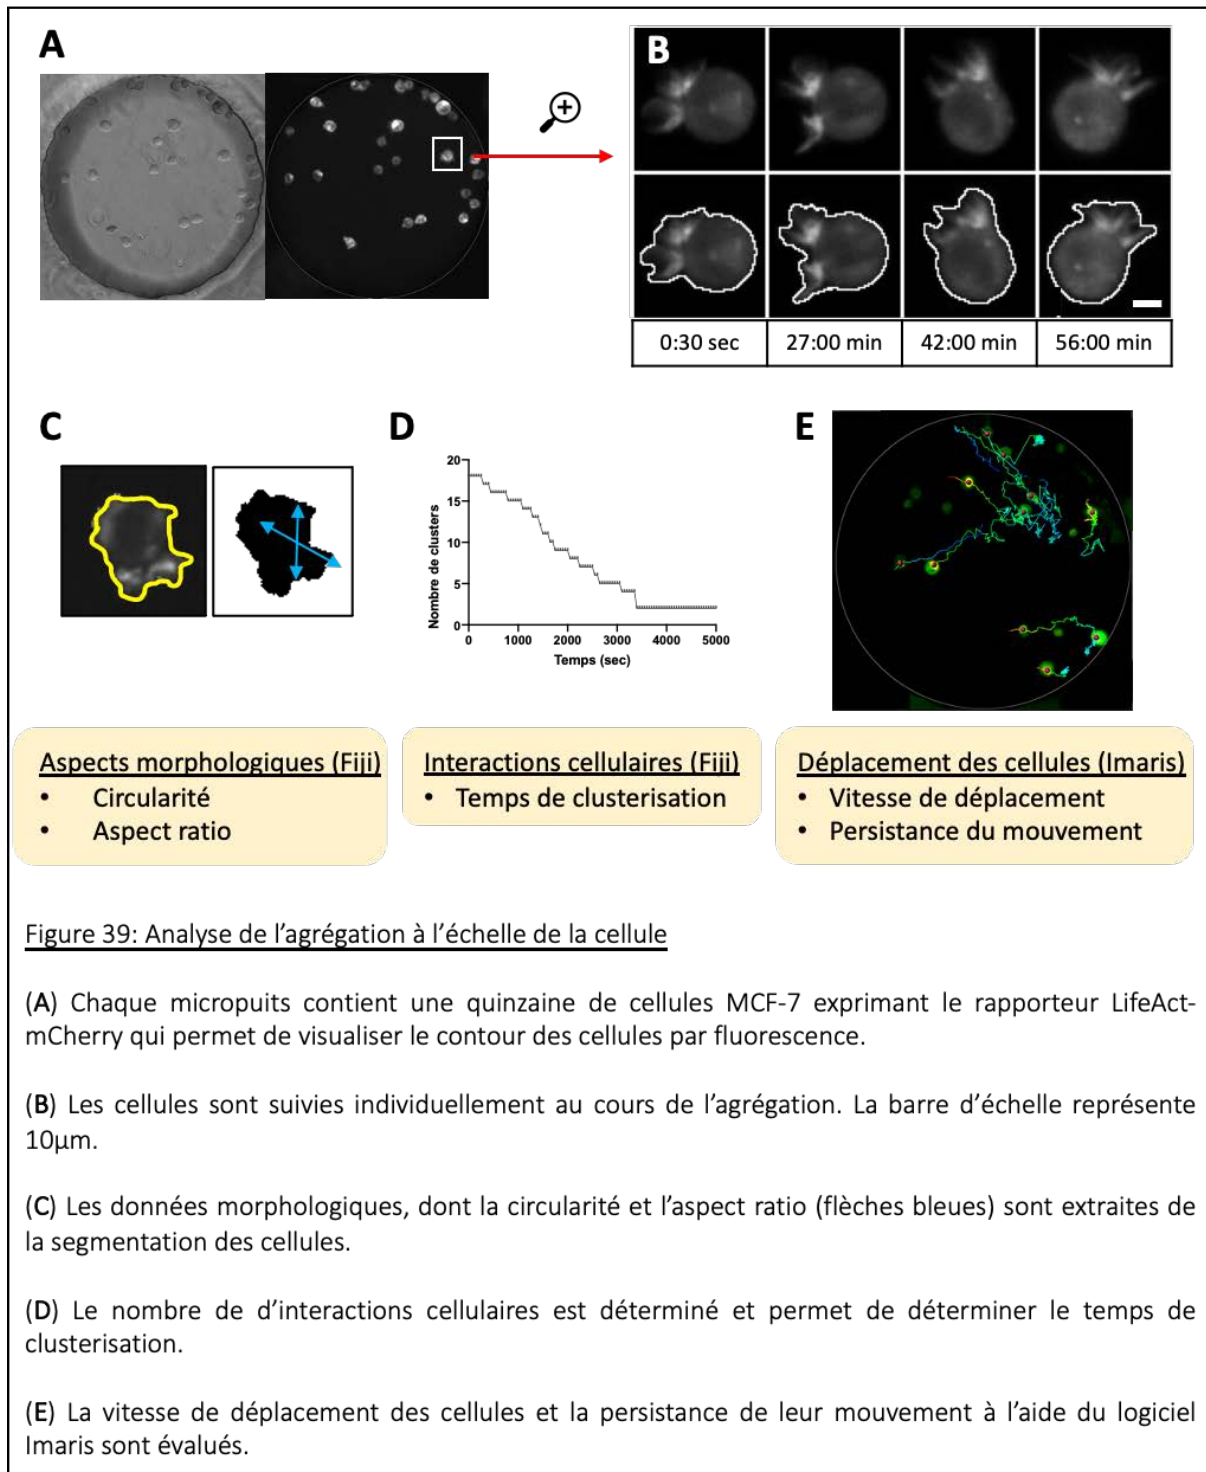 A
B
0:30 sec
27:00 min
42:00 min
56:00 min
C
D
E
20
15
10
5
0
Nombre de clusters
0
1000
2000
3000
4000
5000
Temps (sec)
Aspects morphologiques (Fiji)
• Circularité
• Aspect ratio
Interactions cellulaires (Fiji)
• Temps de clusterisation
Déplacement des cellules (Imaris)
• Vitesse de déplacement
• Persistance du mouvement
Figure 39: Analyse de l’agrégation à l’échelle de la cellule
(A) Chaque micropuits contient une quinzaine de cellules MCF-7 exprimant le rapporteur LifeAct-
mCherry qui permet de visualiser le contour des cellules par fluorescence.
(B) Les cellules sont suivies individuellement au cours de l’agrégation. La barre d’échelle représente
10µm.
(C) Les données morphologiques, dont la circularité et l’aspect ratio (flèches bleues) sont extraites de
la segmentation des cellules.
(D) Le nombre de d’interactions cellulaires est déterminé et permet de déterminer le temps de
clusterisation.
(E) La vitesse de déplacement des cellules et la persistance de leur mouvement à l’aide du logiciel
Imaris sont évalués.